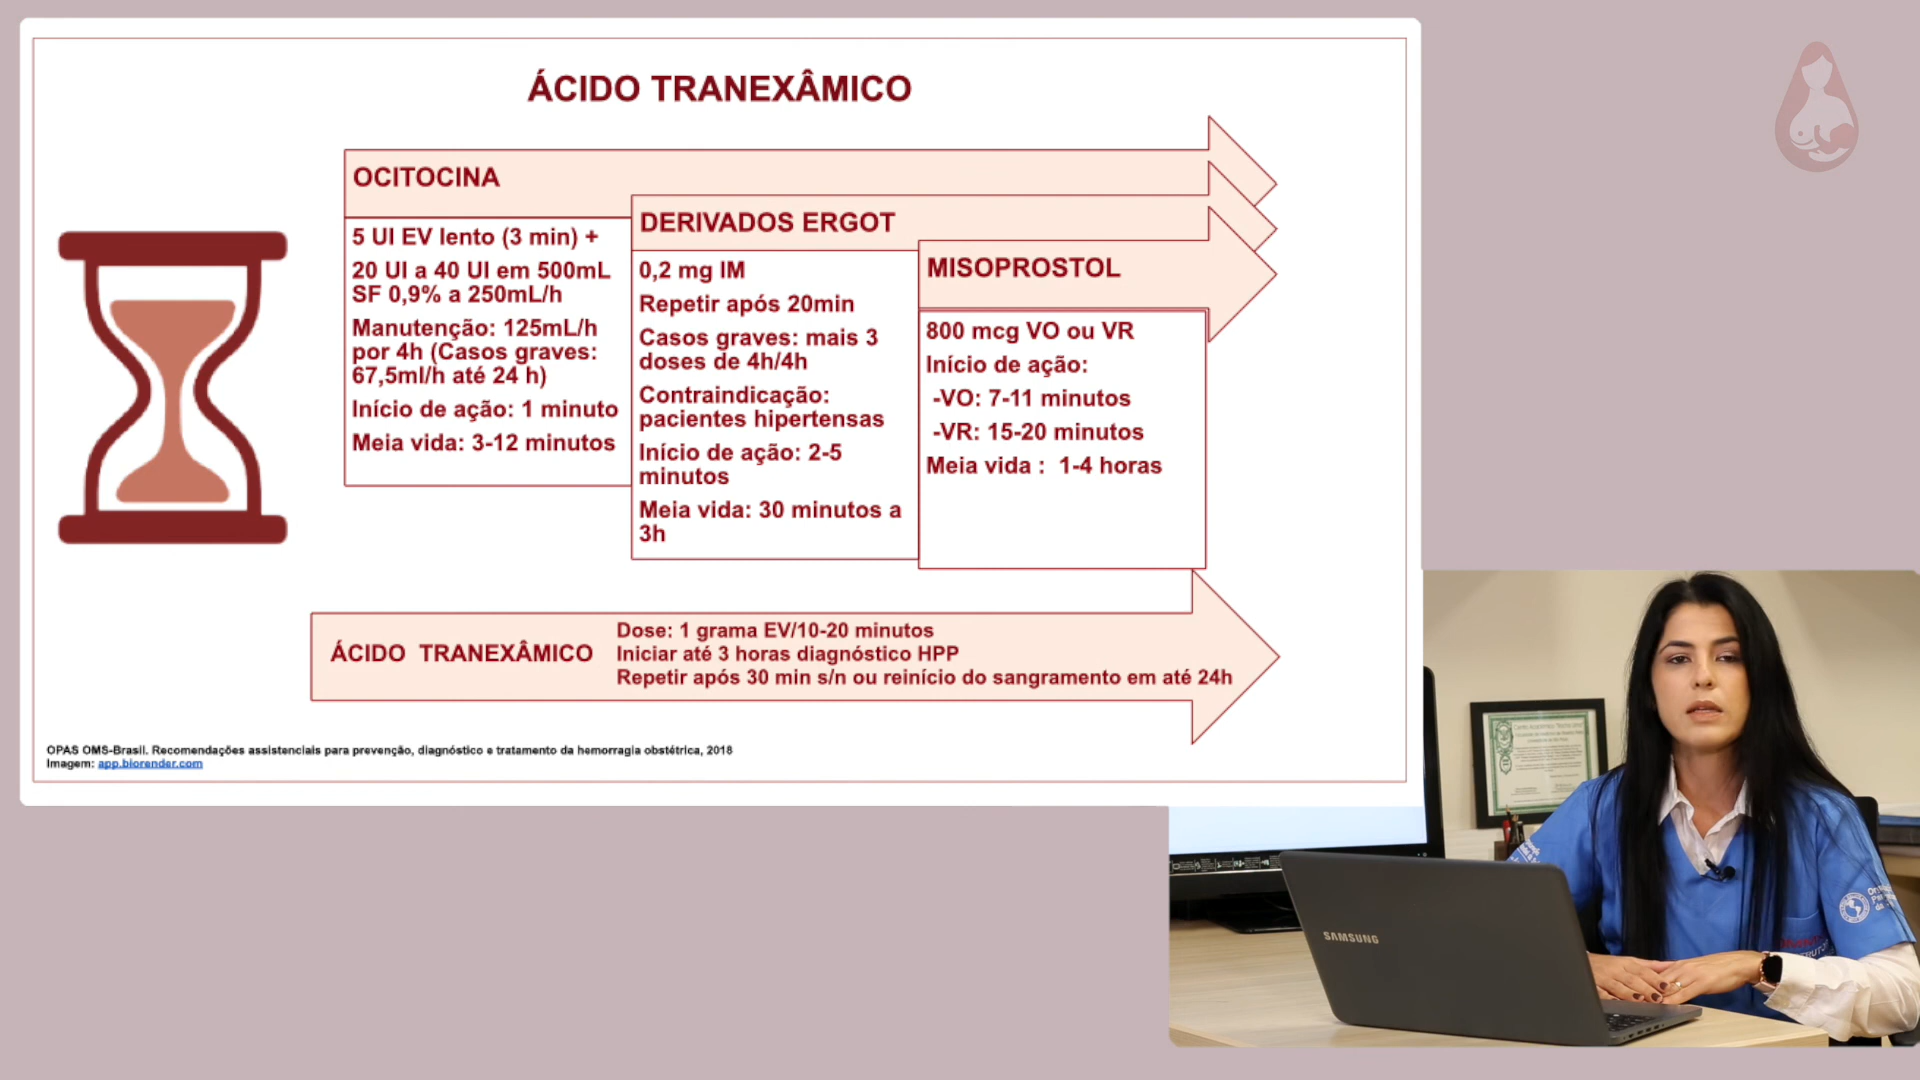 ÁCIDO TRANEXÂMICO
OCITOCINA
5 UI EV lento (3 min) +
20 UI a 40 UI em 500mL
SF 0,9% a 250mL/h
Manutenção: 125mL/h
por 4h (Casos graves:
67,5ml/h até 24 h)
Início de ação: 1 minuto
Meia vida: 3-12 minutos
DERIVADOS ERGOT
0,2 mg IM
Repetir após 20min
Casos graves: mais 3
doses de 4h/4h
Contraindicação:
pacientes hipertensas
Início de ação: 2-5
minutos
Meia vida: 30 minutos a
3h
MISOPROSTOL
800 mcg VO ou VR
Início de ação:
-VO: 7-11 minutos
-VR: 15-20 minutos
Meia vida : 1-4 horas
ÁCIDO TRANEXÂMICO
Dose: 1 grama EV/10-20 minutos
Iniciar até 3 horas diagnóstico HPP
Repetir após 30 min s/n ou reinício do sangramento em até 24h
OPAS OMS-Brasil. Recomendações assistenciais para prevenção, diagnóstico e tratamento da hemorragia obstétrica, 2018
Imagem: app.biorender.com
SAMSUNG